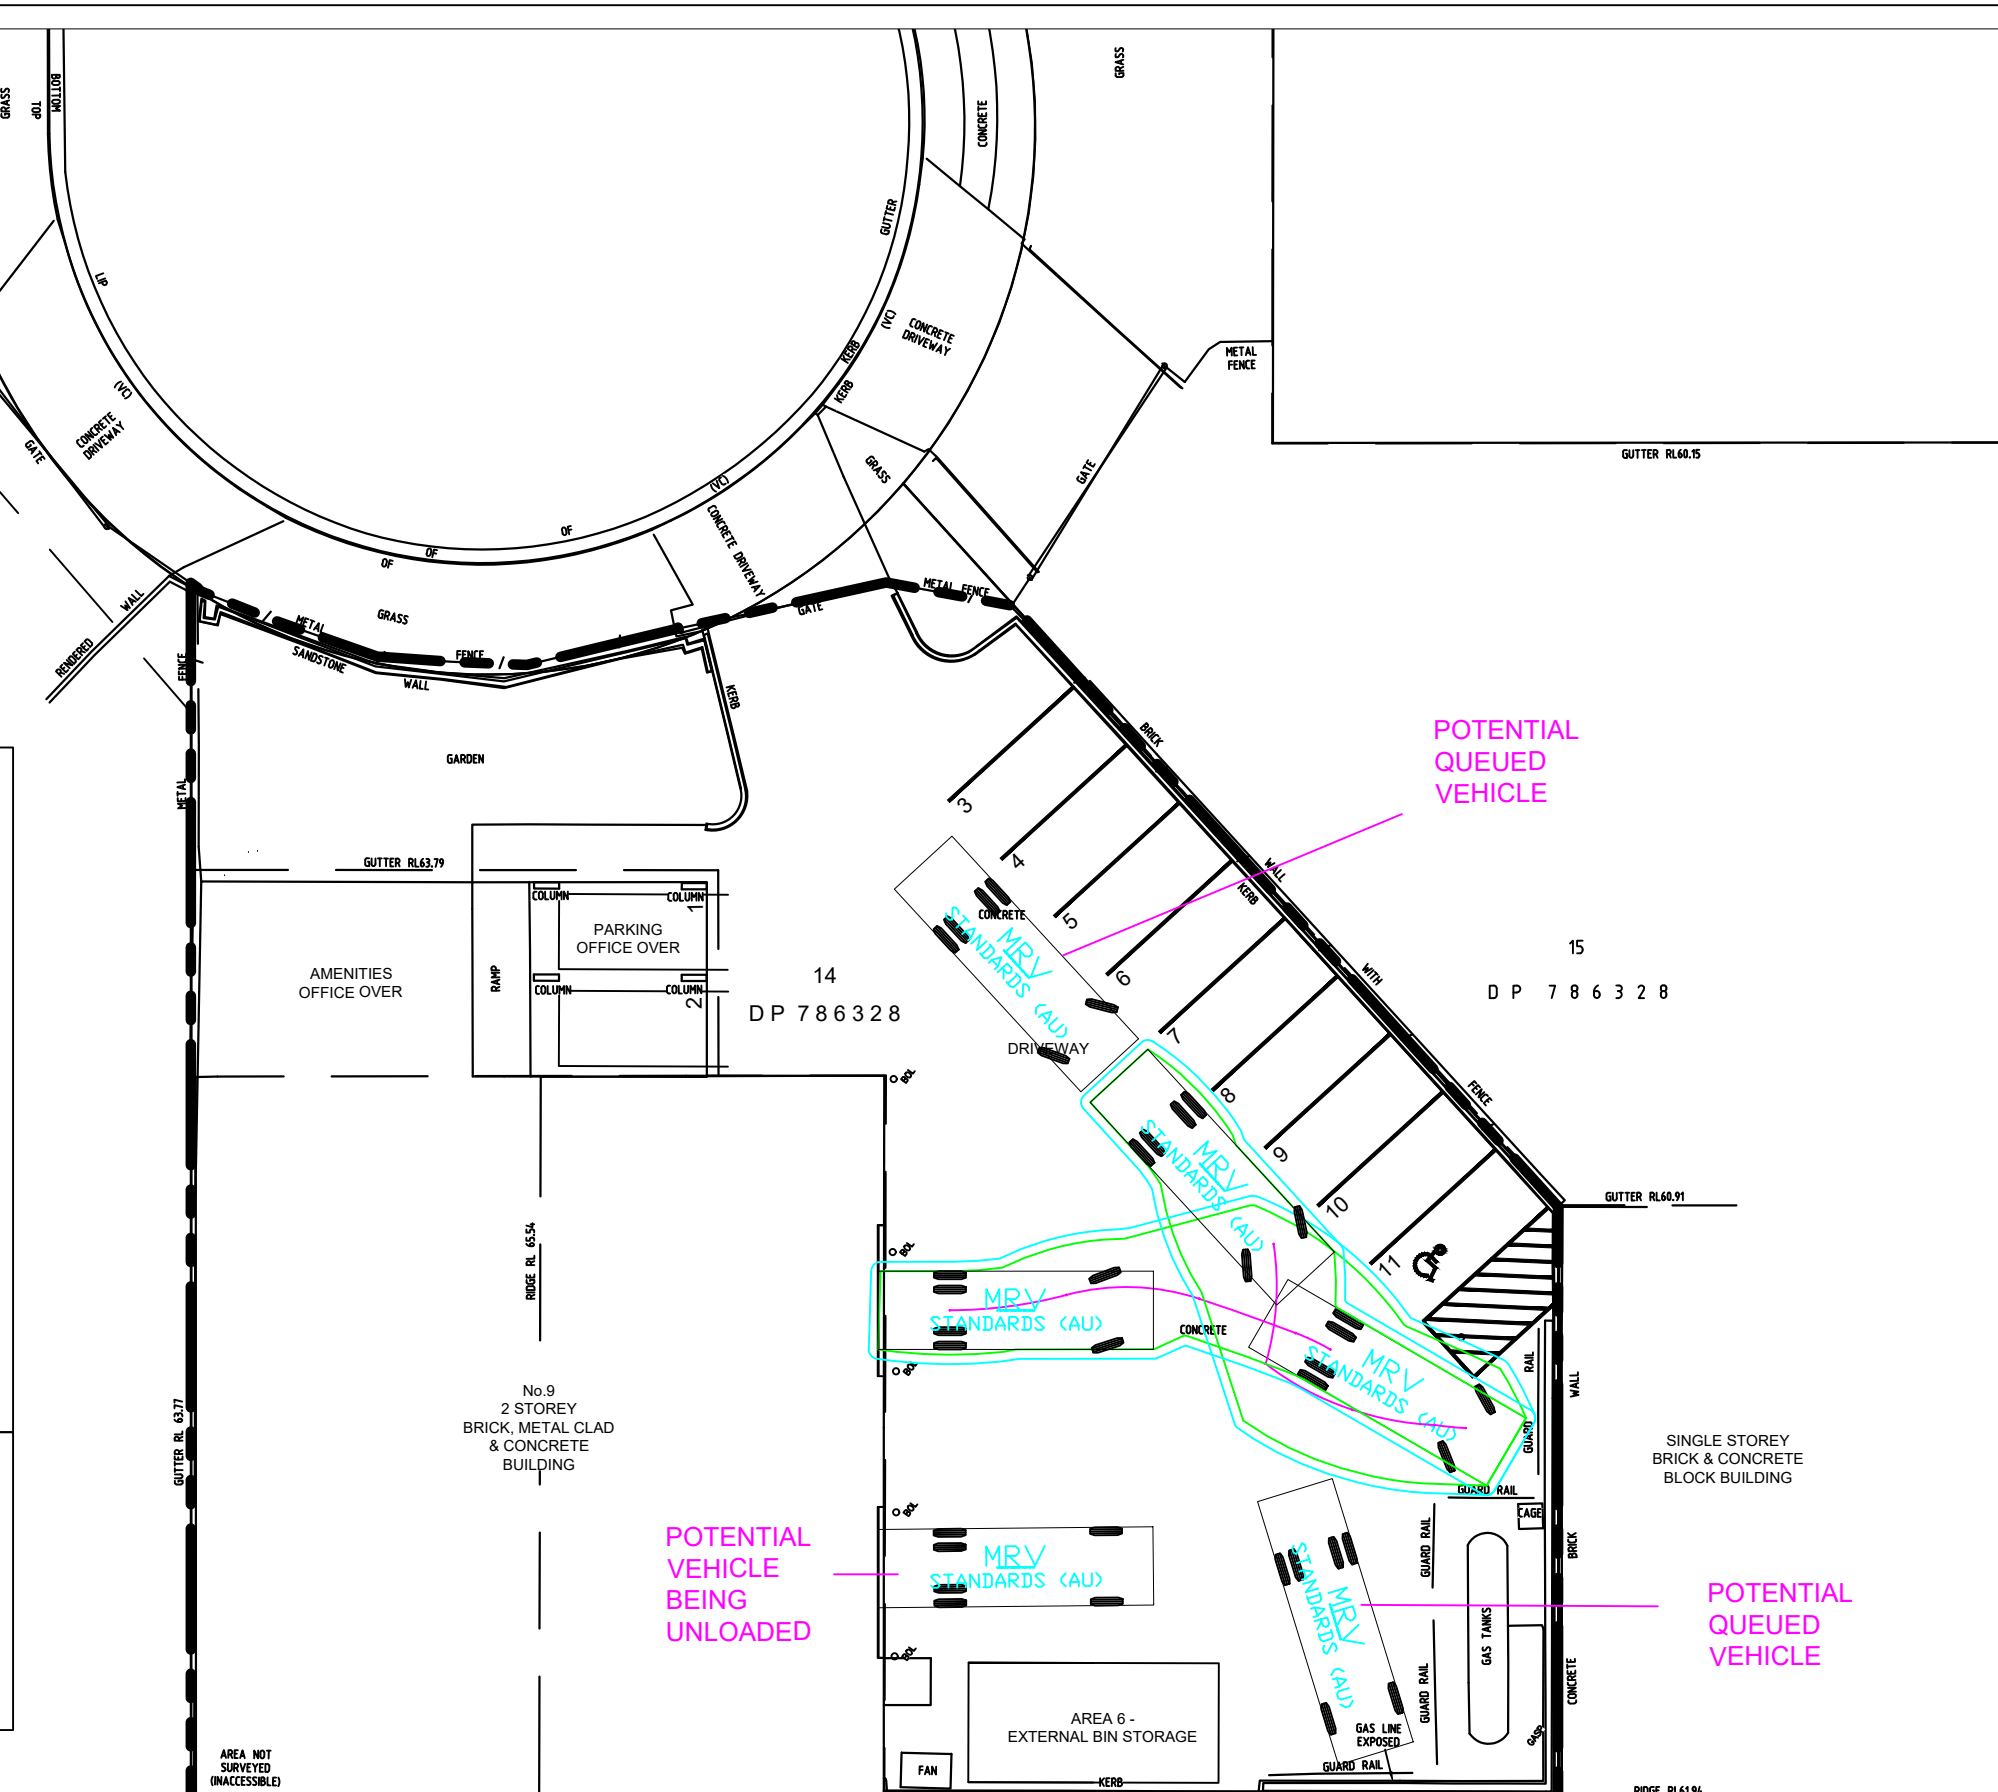 GRASS
TOP
BOTTOM
CONCRETE
GRASS
GUTTER
LIP
(VC)
CONCRETE
DRIVEWAY
KERB
KERB
METAL
FENCE
(VC)
CONCRETE
DRIVEWAY
GATE
GRASS
GATE
GUTTER RL60.15
(VC)
CONCRETE DRIVEWAY
OF
OF
OF
METAL FENCE
GATE
WALL
RENDERED
GRASS
METAL
SANDSTONE
FENCE
WALL
FENCE
KERB
METAL
GARDEN
BRICK
POTENTIAL
QUEUED
VEHICLE
3
4
5
6
7
8
9
10
11
WALL
KERB
WITH
FENCE
GUTTER RL63.79
COLUMN
COLUMN
1
PARKING
OFFICE OVER
AMENITIES
OFFICE OVER
RAMP
COLUMN
COLUMN
2
14
DP 786328
15
DP 786328
CONCRETE
MRV
STANDARDS (AU)
DRIVEWAY
BOL
MRV
STANDARDS (AU)
GUTTER RL60.91
RIDGE RL 65.54
BOL
MRV
STANDARDS (AU)
CONCRETE
BOL
MRV
STANDARDS (AU)
RAIL
GUARD
WALL
No.9
2 STOREY
BRICK, METAL CLAD
& CONCRETE
BUILDING
GUTTER RL 63.77
SINGLE STOREY
BRICK & CONCRETE
BLOCK BUILDING
GUARD RAIL
CAGE
BOL
POTENTIAL
VEHICLE
BEING
UNLOADED
MRV
STANDARDS (AU)
MRV
STANDARDS (AU)
GUARD RAIL
BRICK
GAS TANKS
POTENTIAL
QUEUED
VEHICLE
BOL
GUARD RAIL
CONCRETE
AREA 6 -
EXTERNAL BIN STORAGE
GAS LINE
EXPOSED
GUARD RAIL
FAN
KERB
AREA NOT
SURVEYED
(INACCESSIBLE)
RIDGE RL61.94